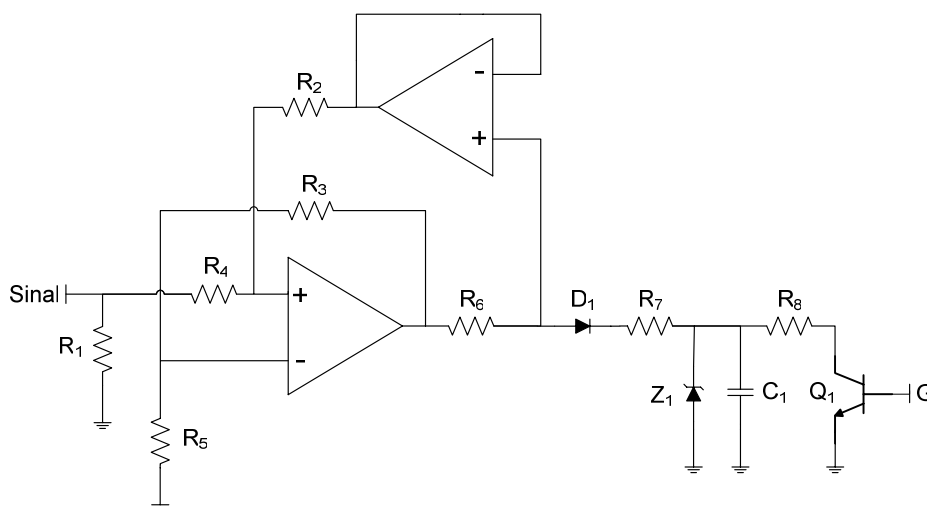 R2
-
+
R3
Sinal
R4
+
R6
D1
R7
R8
R1
-
Z1
C1
Q1
G
R5